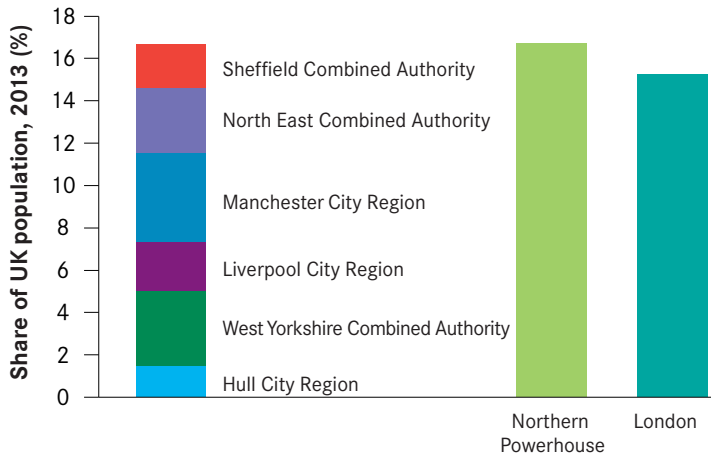 Share of UK population, 2013 (%)
18
16
14
12
10
8
6
4
2
0
Sheffield Combined Authority
North East Combined Authority
Manchester City Region
Liverpool City Region
West Yorkshire Combined Authority
Hull City Region
Northern
Powerhouse
London